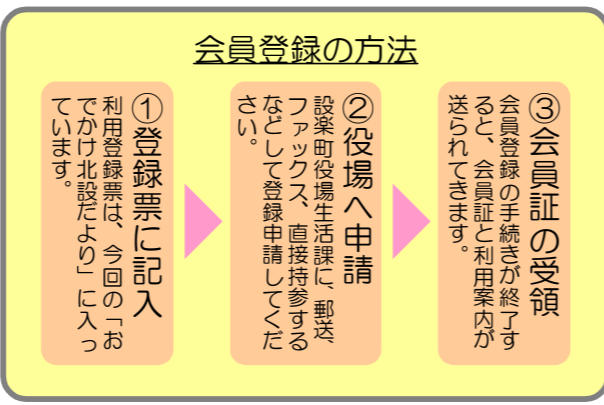 会員登録の方法
①登録票に記入
利用登録票は、今回の「お
でかけ北設だより」に入っ
ています。
②役場へ申請
設楽町役場生活課に、郵送、
ファックス、直接持参する
などして登録申請してくだ
さい。
③会員証の受領
会員登録の手続きが終了す
ると、会員証と利用案内が
送られてきます。